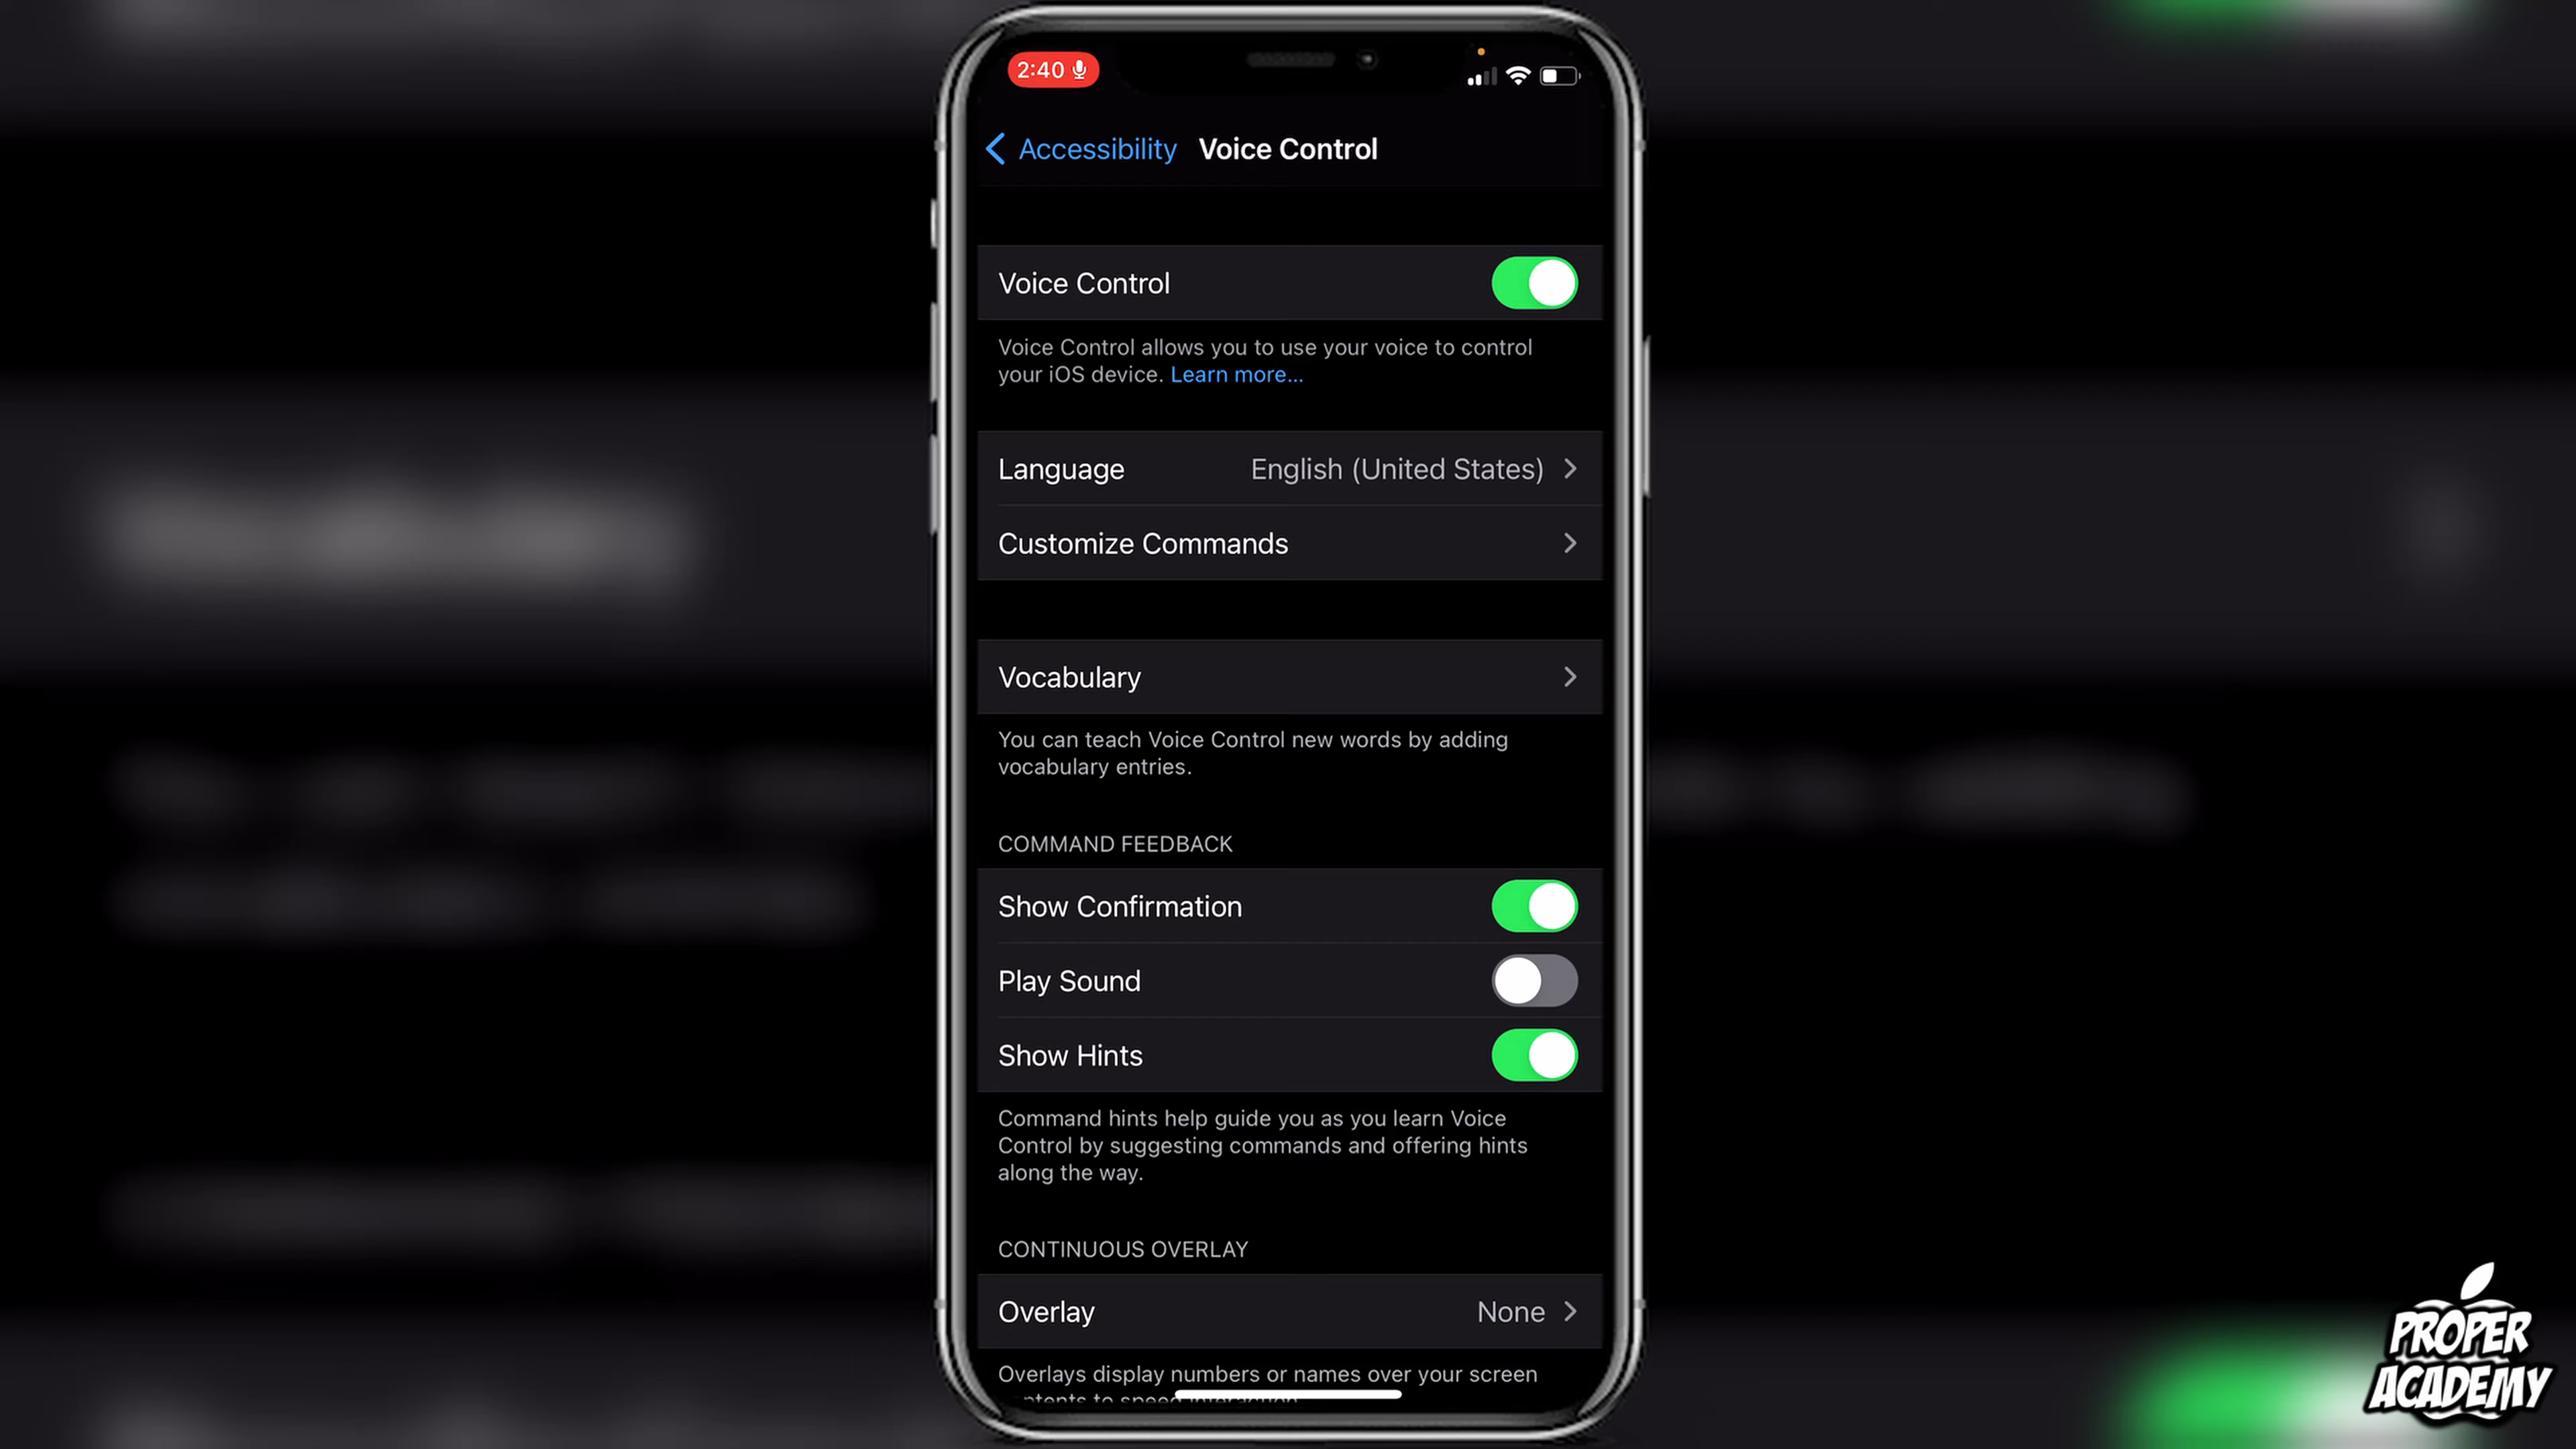 2:40
Accessibility Voice Control
Voice Control
Voice Control allows you to use your voice to control
your iOS device. Learn more...
Language English (United States)
Customize Commands
Vocabulary
You can teach Voice Control new words by adding
vocabulary entries.
COMMAND FEEDBACK
Show Confirmation
Play Sound
Show Hints
Command hints help guide you as you learn Voice
Control by suggesting commands and offering hints
along the way.
CONTINUOUS OVERLAY
Overlay None
Overlays display numbers or names over your screen
to speed interaction.
PROPER
ACADEMY